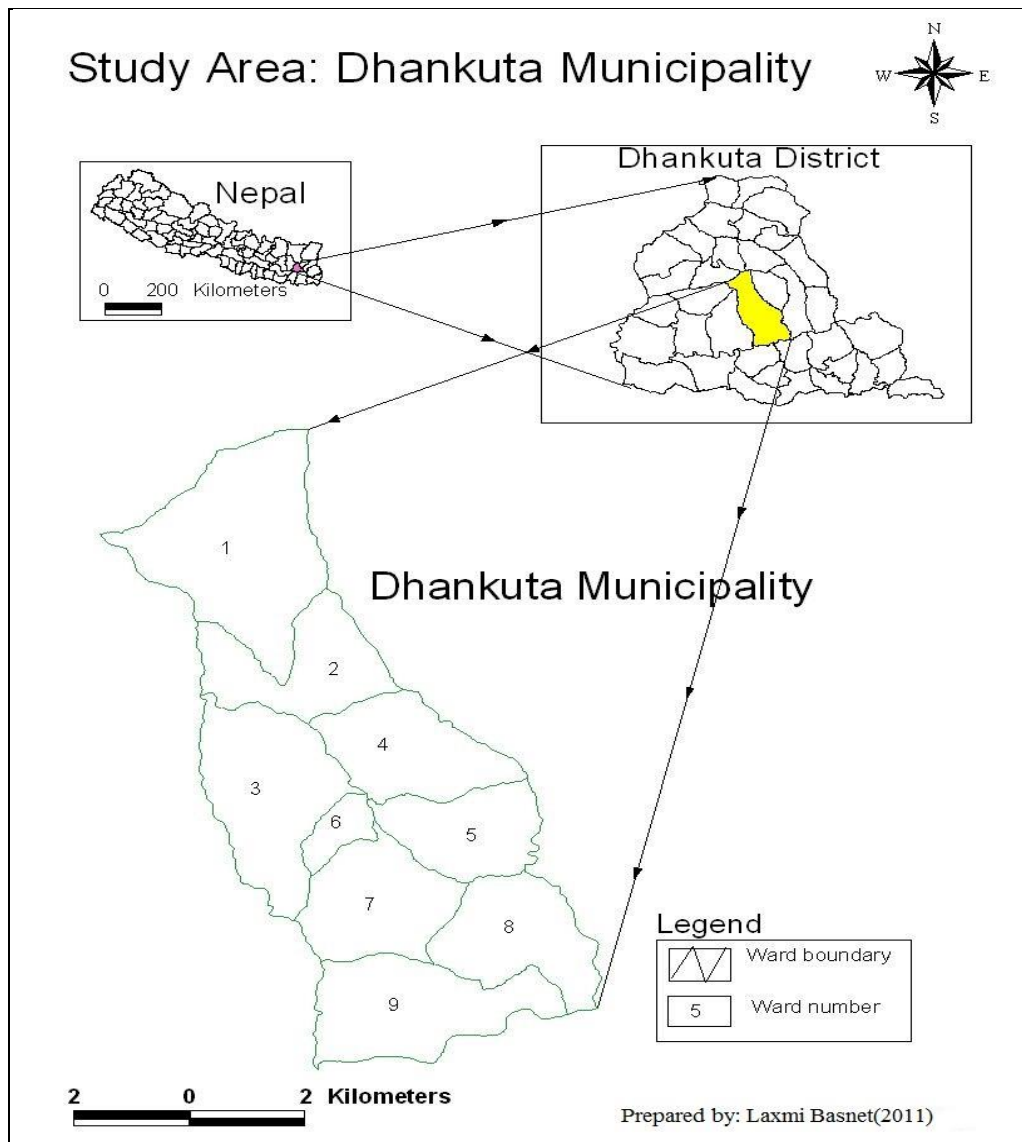 Study Area: Dhankuta Municipality
N
W E
S
Nepal
0 200 Kilometers
Dhankuta District
1
Dhankuta Municipality
2
4
3
6
5
7
8
9
Legend
Ward boundary
5 Ward number
2 0 2 Kilometers
Prepared by: Laxmi Basnet(2011)